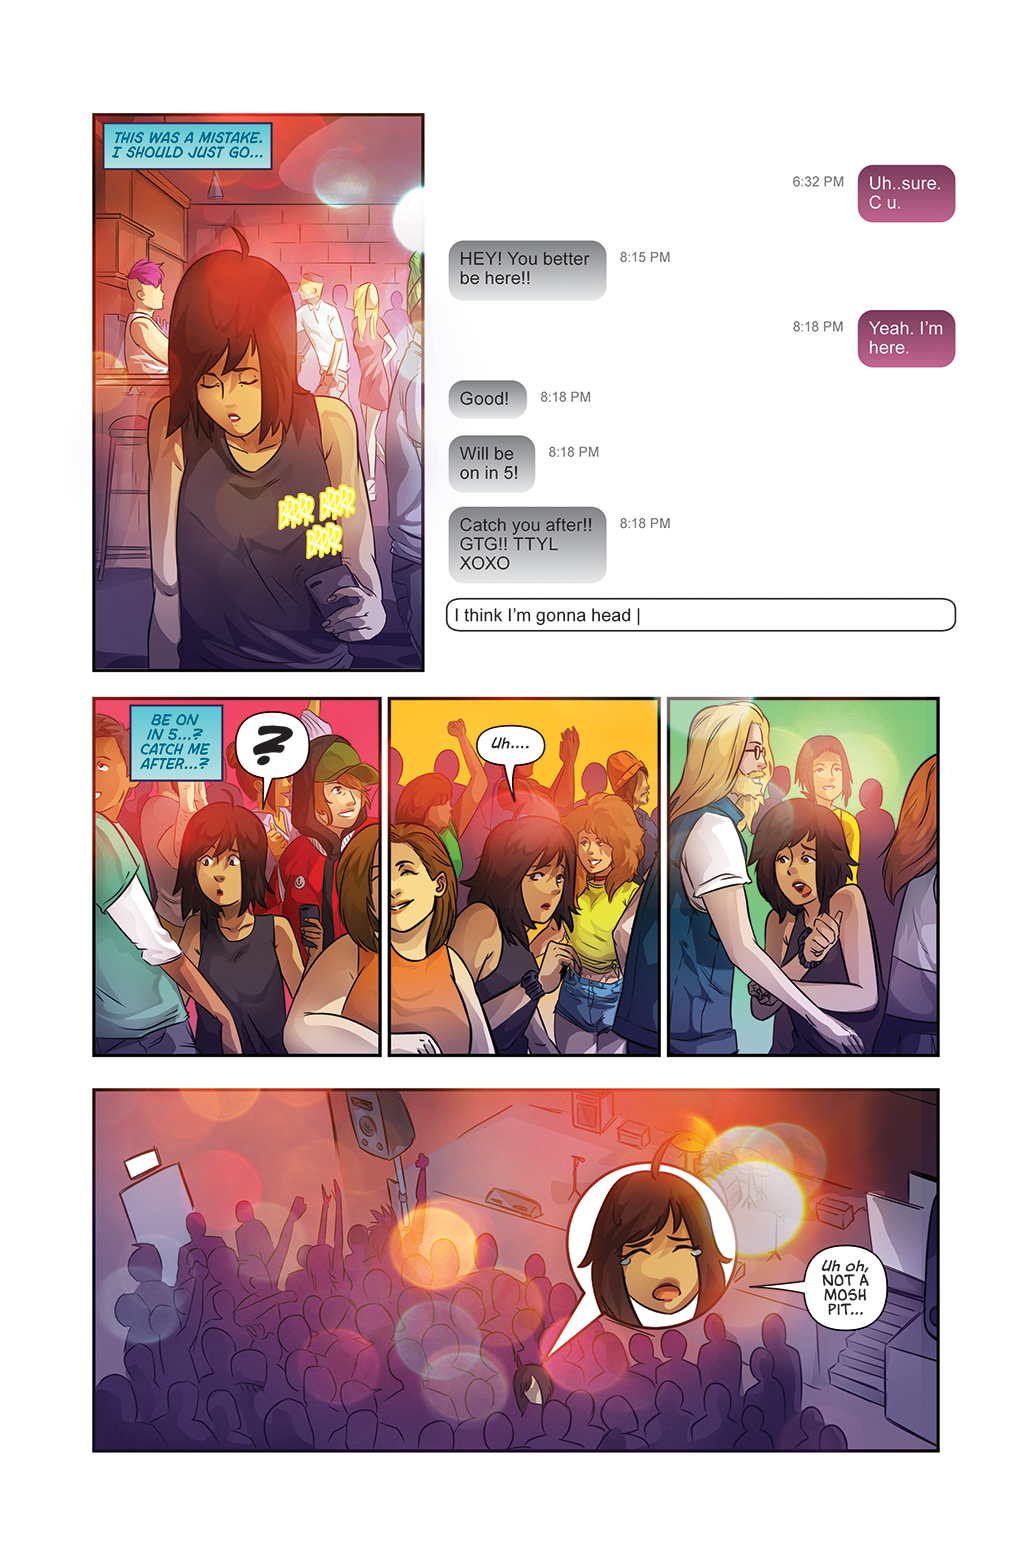 THIS WAS A MISTAKE.
I SHOULD JUST GO...
6:32 PM
Uh..sure.
C u.
HEY! You better
be here!!
8:15 PM
8:18 PM
Yeah. I'm
here.
Good!
8:18 PM
Will be
on in 5!
8:18 PM
Catch you after!!
GTG!! TTYL
XOXO
8:18 PM
I think I'm gonna head |
BRRR BRRR
BRRR
BE ON
IN 5...?
CATCH ME
AFTER...?
?
Uh....
Uh oh,
NOT A
MOSH
PIT...